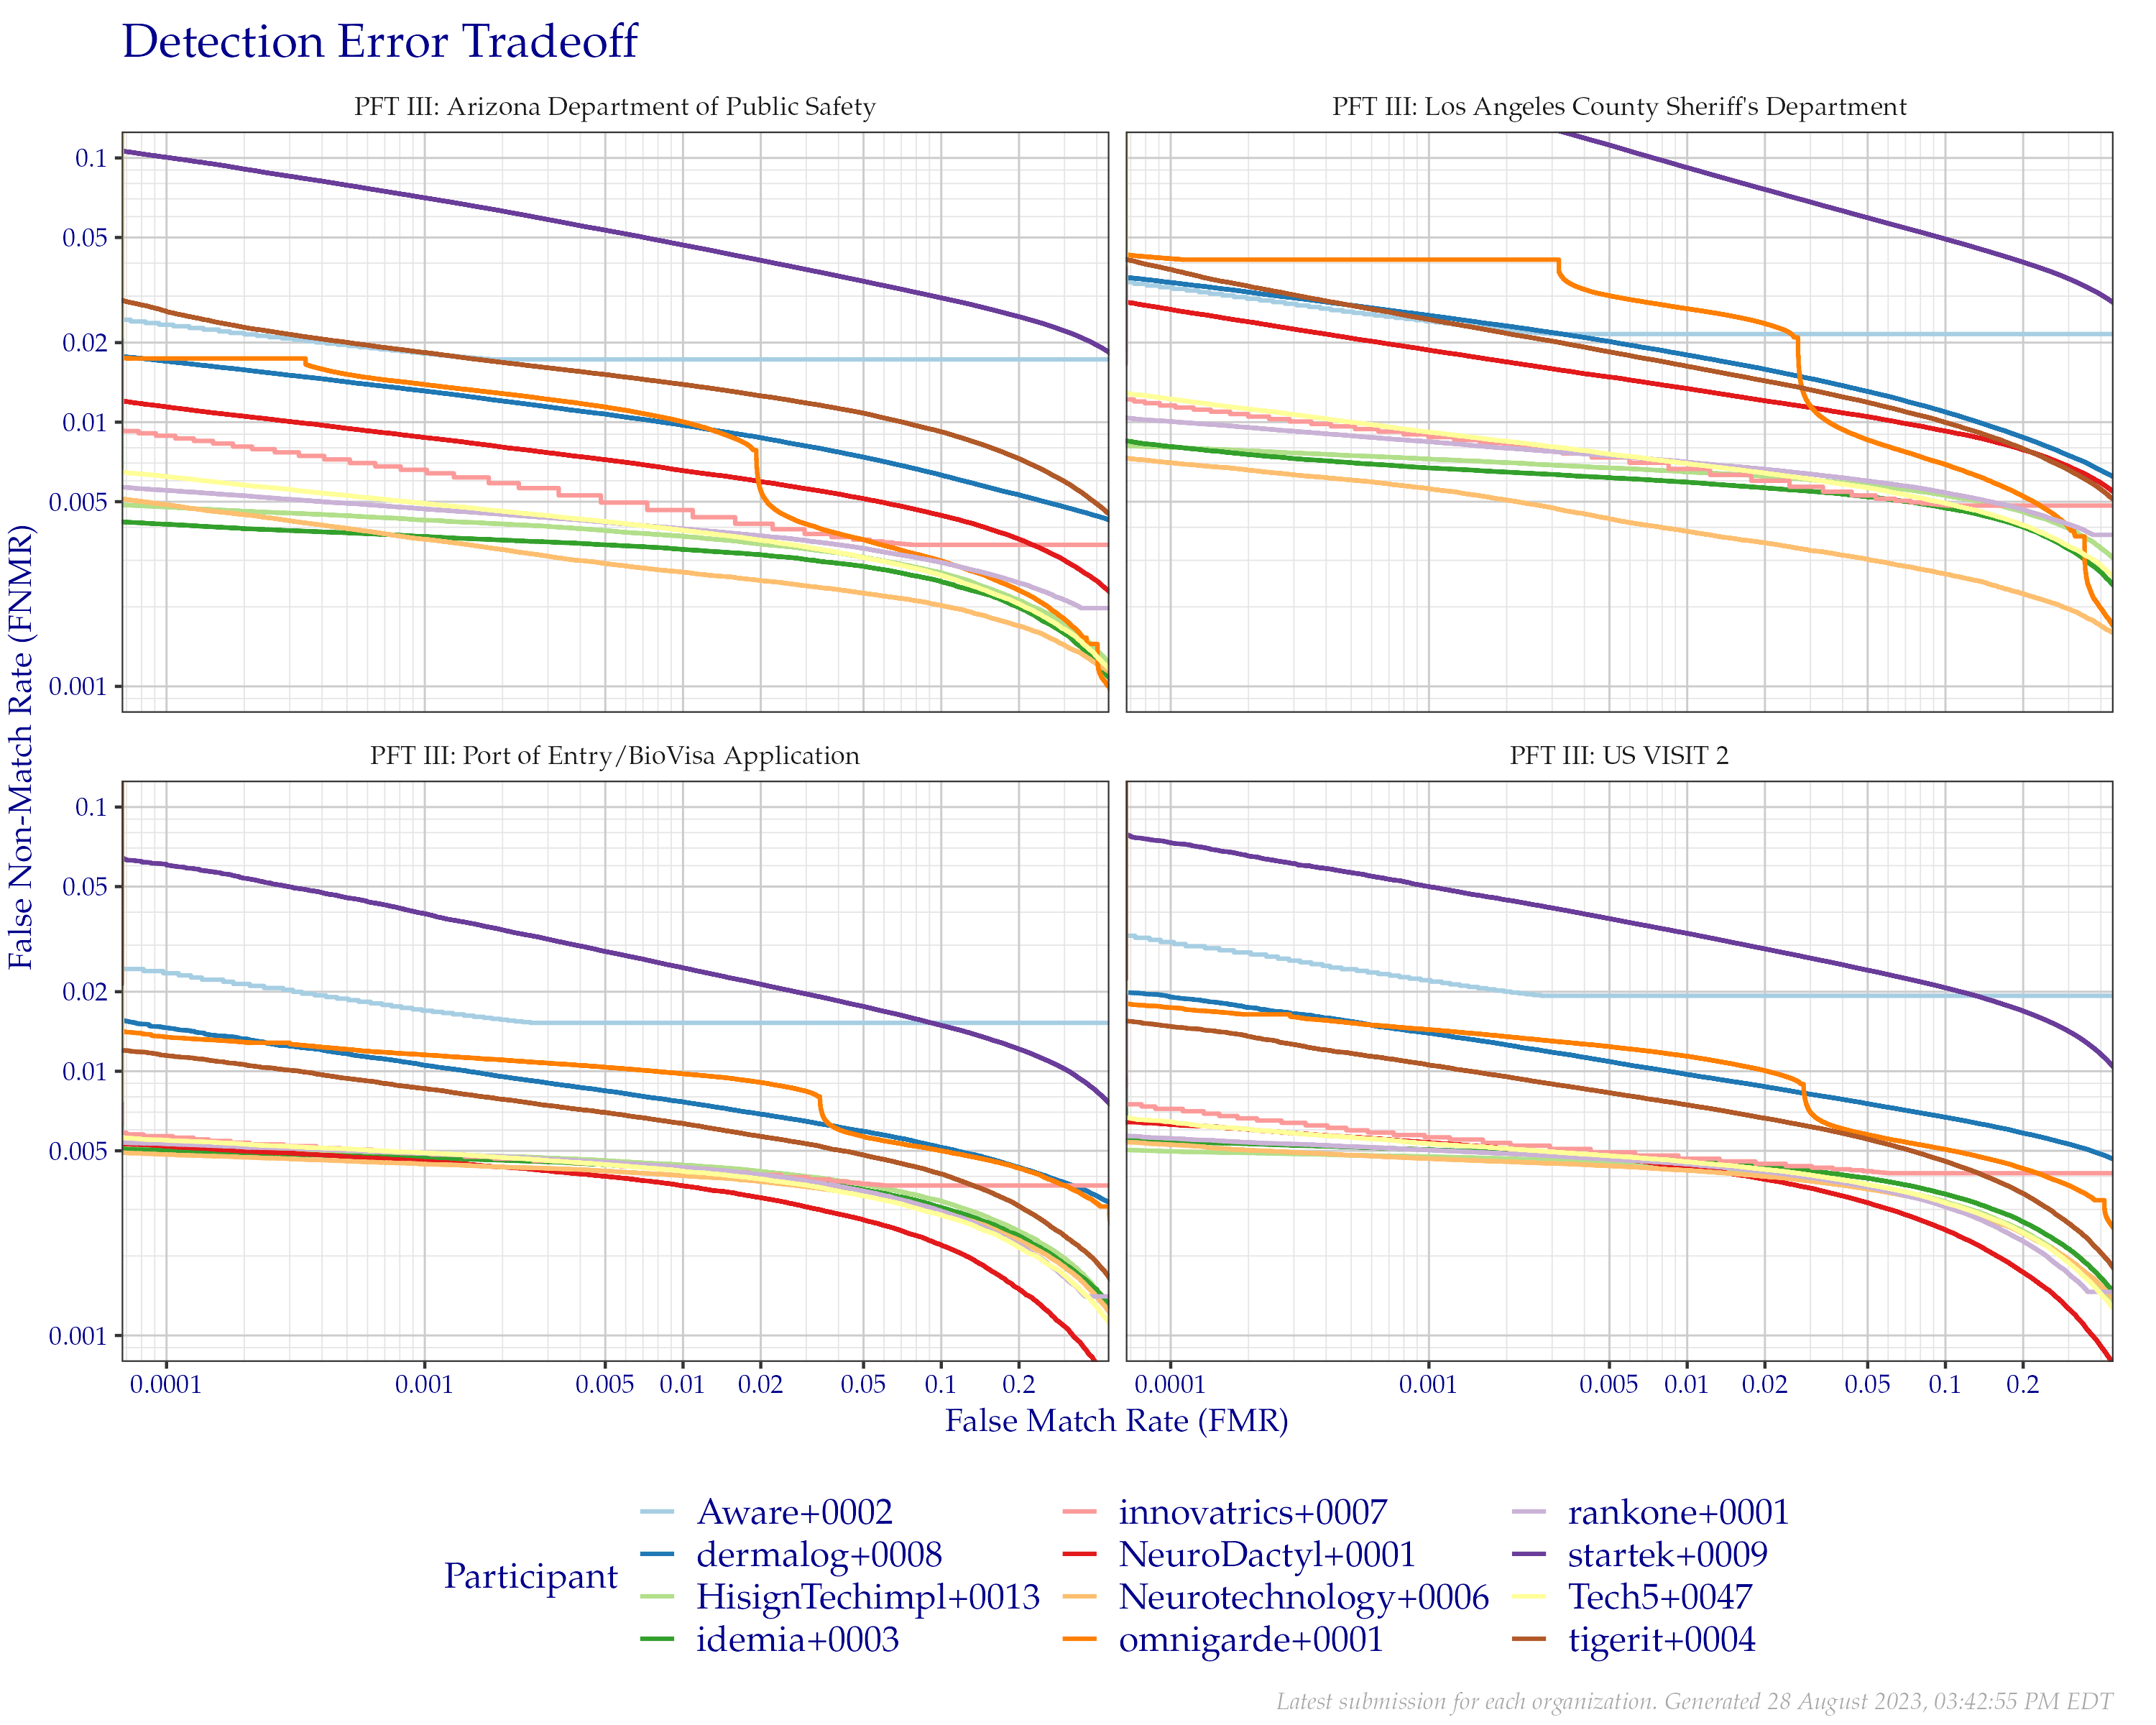 Detection Error Tradeoff
PFT III: Arizona Department of Public Safety
PFT III: Los Angeles County Sheriff's Department
0.1
0.05
0.02
0.01
0.005
0.001
False Non-Match Rate (FNMR)
PFT III: Port of Entry/BioVisa Application
PFT III: US VISIT 2
0.1
0.05
0.02
0.01
0.005
0.001
0.0001 0.001 0.005 0.01 0.02 0.05 0.1 0.2
0.0001 0.001 0.005 0.01 0.02 0.05 0.1 0.2
False Match Rate (FMR)
Participant
Aware+0002
dermalog+0008
HisignTechimpl+0013
idemia+0003
innovatrics+0007
NeuroDactyl+0001
Neurotechnology+0006
omnigarde+0001
rankone+0001
startek+0009
Tech5+0047
tigerit+0004
Latest submission for each organization. Generated 28 August 2023, 03:42:55 PM EDT